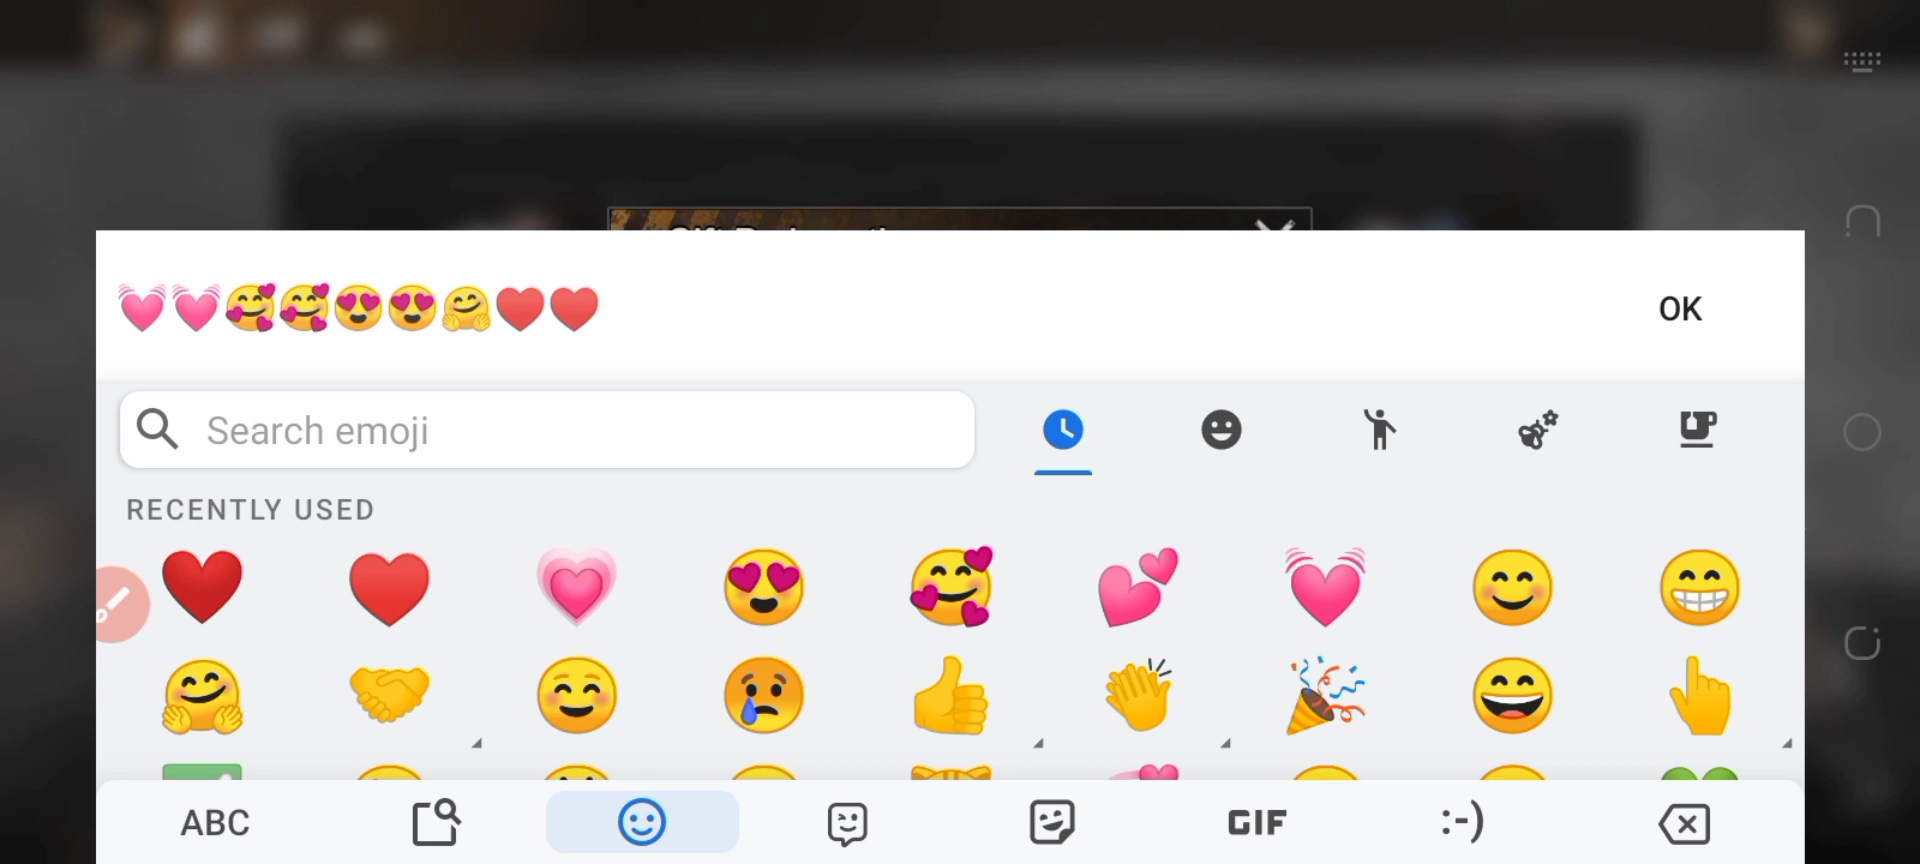 💓💓🥰🥰😍😍🤗♥️♥️
OK
Search emoji
RECENTLY USED
ABC
GIF
:-)